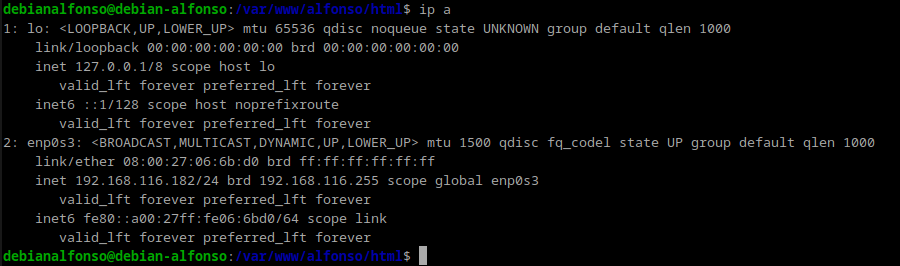 debianalfonso@debian-alfonso:/var/www/alfonso/html$ ip a
1: lo: <LOOPBACK,UP,LOWER_UP> mtu 65536 qdisc noqueue state UNKNOWN group default qlen 1000
    link/loopback 00:00:00:00:00:00 brd 00:00:00:00:00:00
    inet 127.0.0.1/8 scope host lo
       valid_lft forever preferred_lft forever
    inet6 ::1/128 scope host noprefixroute
       valid_lft forever preferred_lft forever
2: enp0s3: <BROADCAST,MULTICAST,DYNAMIC,UP,LOWER_UP> mtu 1500 qdisc fq_codel state UP group default qlen 1000
    link/ether 08:00:27:06:6b:d0 brd ff:ff:ff:ff:ff:ff
    inet 192.168.116.182/24 brd 192.168.116.255 scope global enp0s3
       valid_lft forever preferred_lft forever
    inet6 fe80::a00:27ff:fe06:6bd0/64 scope link
       valid_lft forever preferred_lft forever
debianalfonso@debian-alfonso:/var/www/alfonso/html$